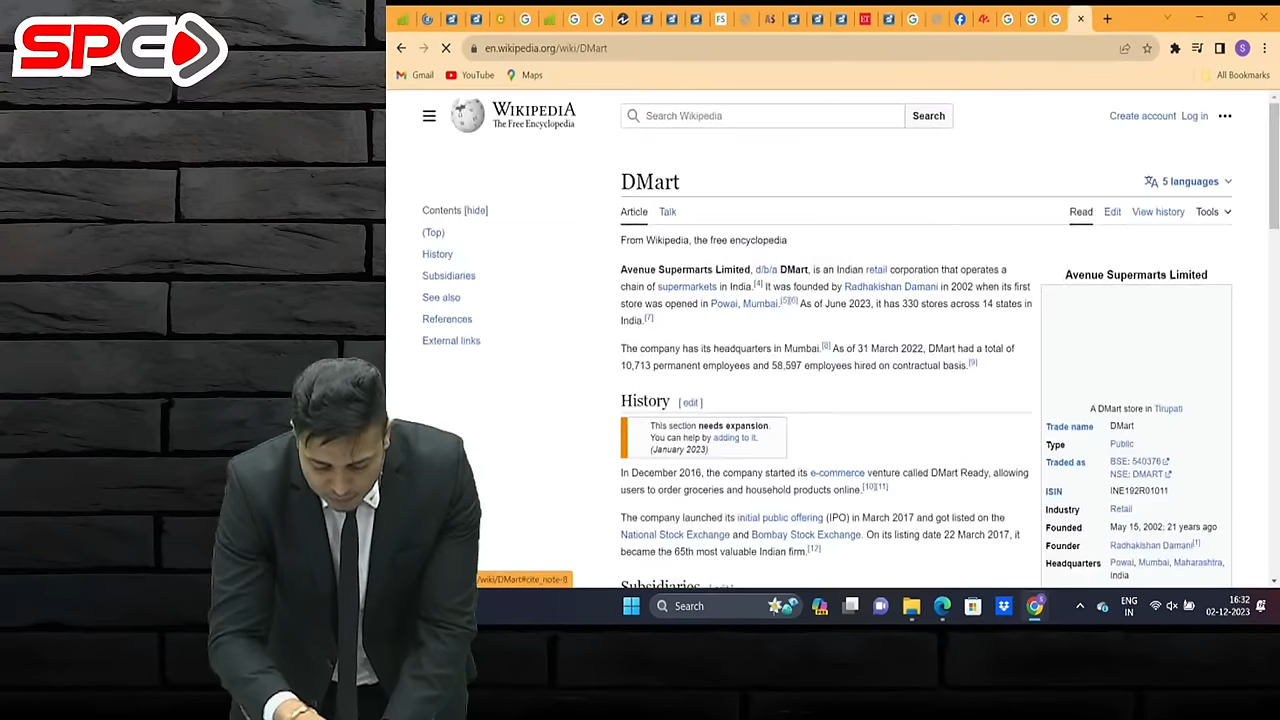 SPC
en.wikipedia.org/wiki/DMart
Gmail YouTube Maps All Bookmarks
WIKIPEDIA
The Free Encyclopedia
Search Wikipedia Search
Create account Log in
DMart
5 languages
Article Talk Read Edit View history Tools
From Wikipedia, the free encyclopedia
Contents [hide]
(Top)
History
Subsidiaries
See also
References
External links
Avenue Supermarts Limited, d/b/a DMart, is an Indian retail corporation that operates a
chain of supermarkets in India.[4] It was founded by Radhakishan Damani in 2002 when its first
store was opened in Powai, Mumbai.[5][6] As of June 2023, it has 330 stores across 14 states in
India.[7]
The company has its headquarters in Mumbai.[8] As of 31 March 2022, DMart had a total of
10,713 permanent employees and 58,597 employees hired on contractual basis.[9]
History [ edit ]
This section needs expansion.
You can help by adding to it.
(January 2023)
In December 2016, the company started its e-commerce venture called DMart Ready, allowing
users to order groceries and household products online.[10][11]
The company launched its initial public offering (IPO) in March 2017 and got listed on the
National Stock Exchange and Bombay Stock Exchange. On its listing date 22 March 2017, it
became the 65th most valuable Indian firm.[12]
Subsidiaries [ edit ]
Avenue Supermarts Limited
A DMart store in Tirupati
Trade name DMart
Type Public
Traded as BSE: 540376
NSE: DMART
ISIN INE192R01011
Industry Retail
Founded May 15, 2002; 21 years ago
Founder Radhakishan Damani[1]
Headquarters Powai, Mumbai, Maharashtra,
India
/wiki/DMart#cite_note-8
Search
ENG
IN
16:32
02-12-2023